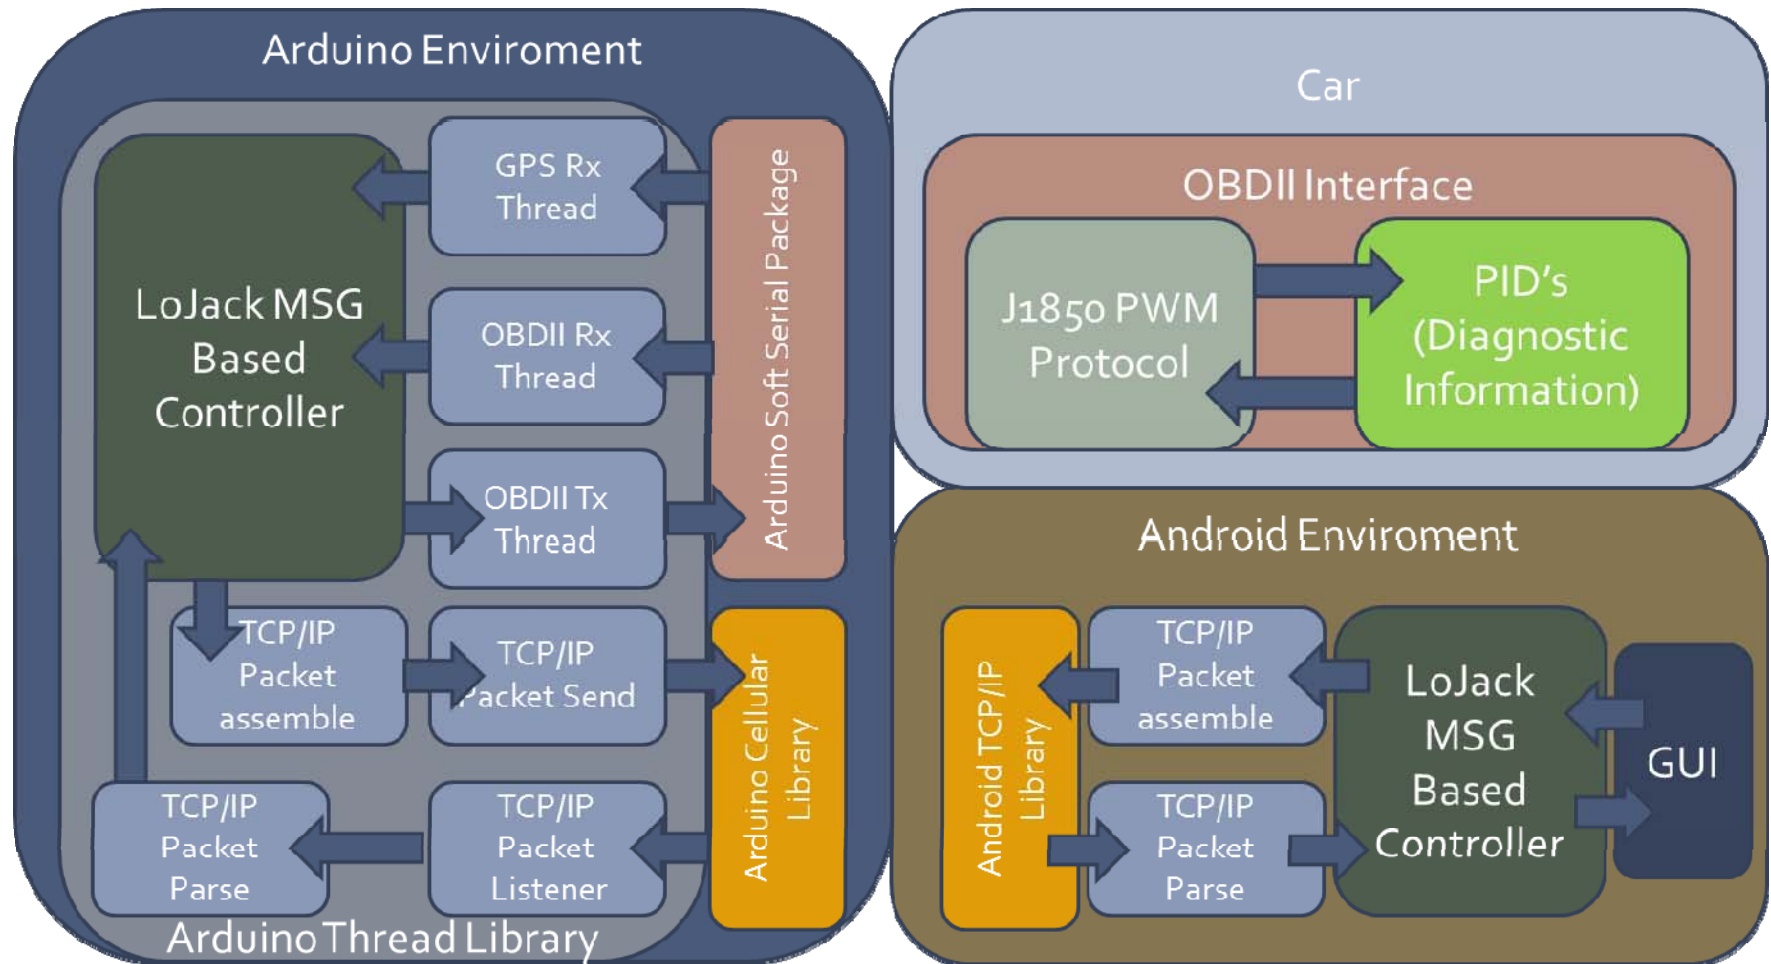 Arduino Enviroment
LoJack MSG
Based
Controller
GPS Rx
Thread
OBDII Rx
Thread
OBDII Tx
Thread
Arduino Soft Serial Package
TCP/IP
Packet
assemble
TCP/IP
Packet Send
TCP/IP
Packet
Parse
TCP/IP
Packet
Listener
Arduino Cellular
Library
Arduino Thread Library
Car
OBDII Interface
J1850 PWM
Protocol
PID's
(Diagnostic
Information)
Android Enviroment
Android TCP/IP
Library
TCP/IP
Packet
assemble
TCP/IP
Packet
Parse
LoJack
MSG
Based
Controller
GUI